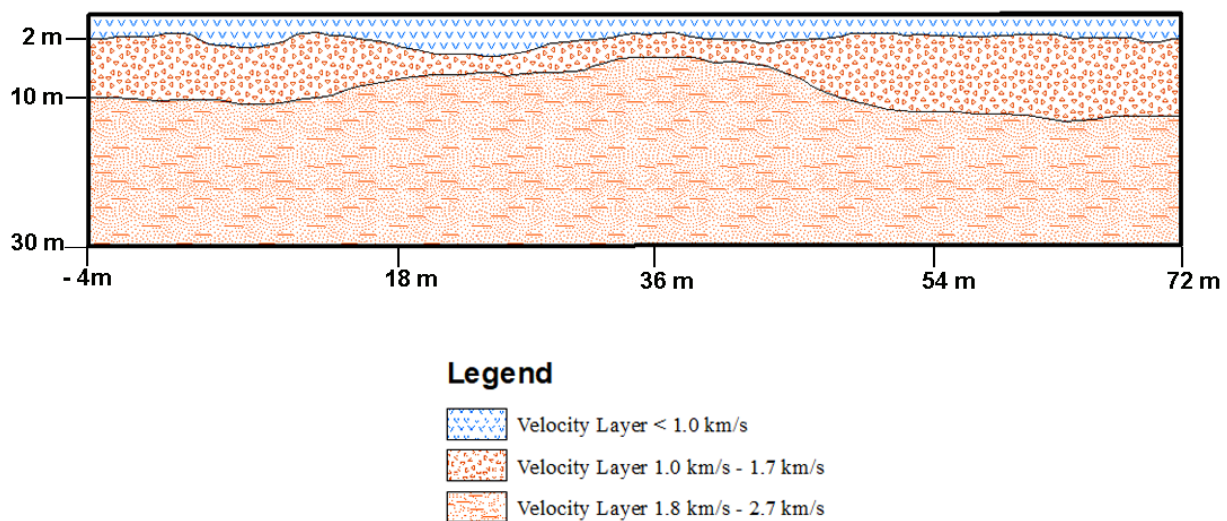 2 m
10 m
30 m
- 4m 18 m 36 m 54 m 72 m
Legend
Velocity Layer < 1.0 km/s
Velocity Layer 1.0 km/s - 1.7 km/s
Velocity Layer 1.8 km/s - 2.7 km/s